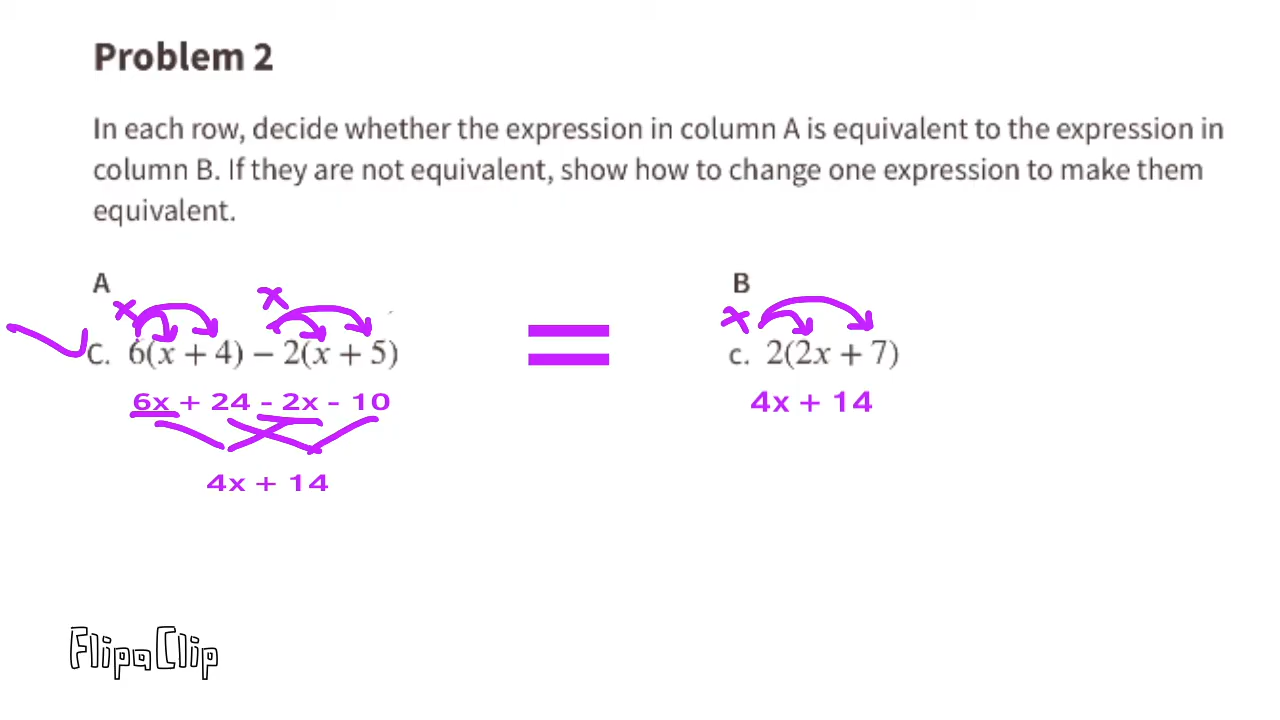 Problem 2
In each row, decide whether the expression in column A is equivalent to the expression in
column B. If they are not equivalent, show how to change one expression to make them
equivalent.
A B
x x x
C. 6(x + 4) – 2(x + 5) = c. 2(2x + 7)
6x + 24 - 2x - 10 4x + 14
4x + 14
FlipaClip